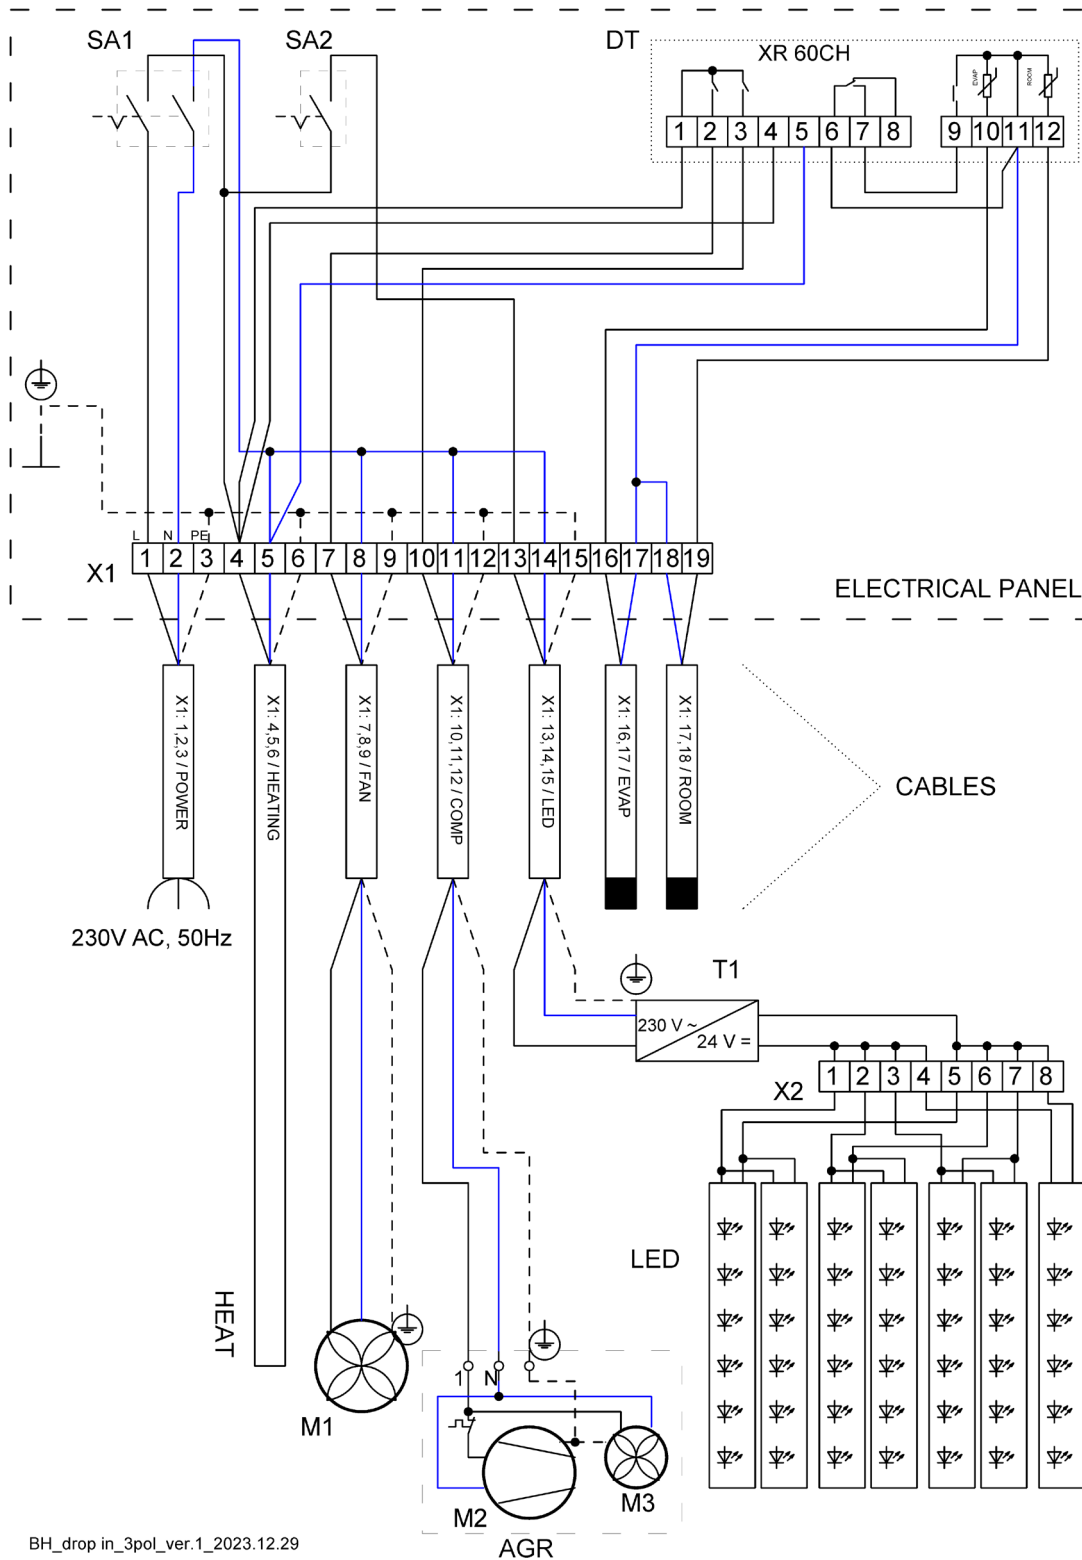 SA1
SA2
DT
XR 60CH
EVAP
ROOM
1 2 3 4 5 6 7 8
9 10 11 12
L N PE
X1
1 2 3 4 5 6 7 8 9 10 11 12 13 14 15 16 17 18 19
ELECTRICAL PANEL
X1: 1,2,3 / POWER
X1: 4,5,6 / HEATING
X1: 7,8,9 / FAN
X1: 10,11,12 / COMP
X1: 13,14,15 / LED
X1: 16,17 / EVAP
X1: 17,18 / ROOM
CABLES
230V AC, 50Hz
T1
230 V ~
24 V =
X2
1 2 3 4 5 6 7 8
LED
HEAT
M1
1 N
M2
M3
AGR
BH_drop in_3pol_ver.1_2023.12.29